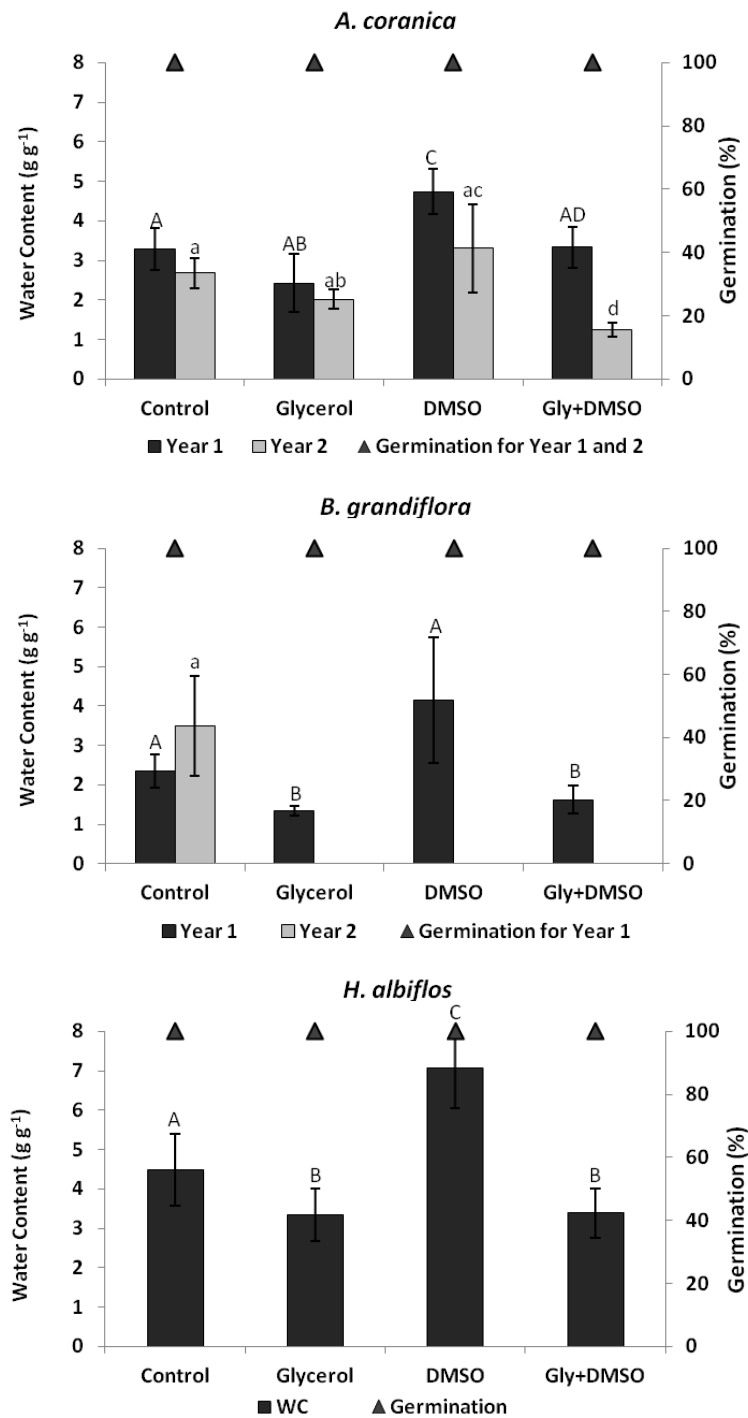 A. coranica
8
7
6
5
4
3
2
1
0
Water Content (g g⁻¹)
100
80
60
40
20
0
Germination (%)
A
a
AB
ab
C
ac
AD
d
Control Glycerol DMSO Gly+DMSO
Year 1 Year 2 Germination for Year 1 and 2
B. grandiflora
8
7
6
5
4
3
2
1
0
Water Content (g g⁻¹)
100
80
60
40
20
0
Germination (%)
A
a
B
A
B
Control Glycerol DMSO Gly+DMSO
Year 1 Year 2 Germination for Year 1
H. albiflos
8
7
6
5
4
3
2
1
0
Water Content (g g⁻¹)
100
80
60
40
20
0
Germination (%)
A
B
C
B
Control Glycerol DMSO Gly+DMSO
WC Germination